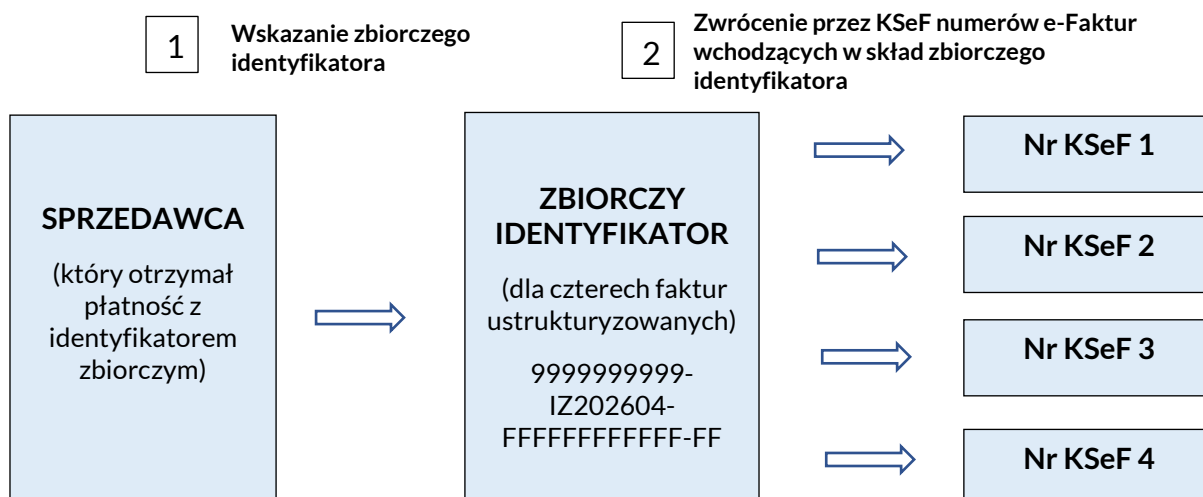 1
Wskazanie zbiorczego
identyfikatora
2
Zwrócenie przez KSeF numerów e-Faktur
wchodzących w skład zbiorczego
identyfikatora
SPRZEDAWCA
(który otrzymał
płatność z
identyfikatorem
zbiorczym)
ZBIORCZY
IDENTYFIKATOR
(dla czterech faktur
ustrukturyzowanych)
9999999999-
IZ202604-
FFFFFFFFFFFF-FF
Nr KSeF 1
Nr KSeF 2
Nr KSeF 3
Nr KSeF 4